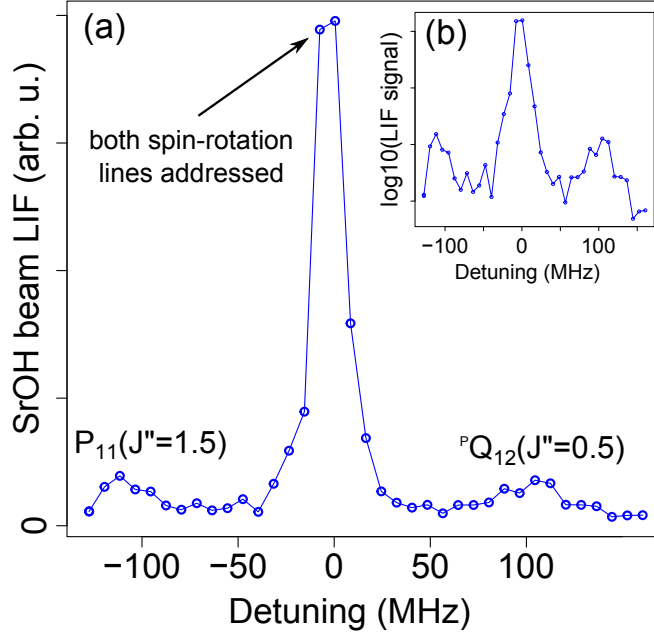 (a)
both spin-rotation
lines addressed
P₁₁(J"=1.5)
ᴾQ₁₂(J"=0.5)
SrOH beam LIF (arb. u.)
0
−100
−50
0
50
100
Detuning (MHz)
(b)
log10(LIF signal)
−100
0
100
Detuning (MHz)